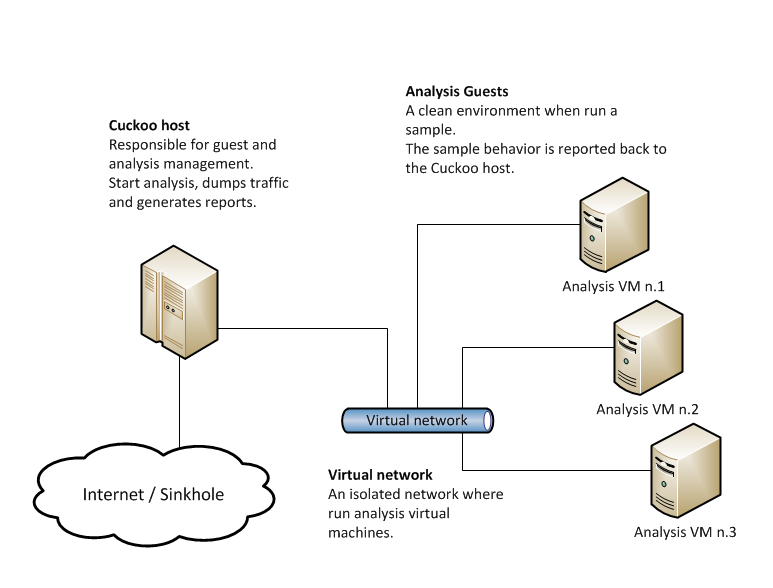 Cuckoo host
Responsible for guest and
analysis management.
Start analysis, dumps traffic
and generates reports.
Analysis Guests
A clean environment when run a
sample.
The sample behavior is reported back to
the Cuckoo host.
Analysis VM n.1
Analysis VM n.2
Virtual network
Virtual network
An isolated network where
run analysis virtual
machines.
Internet / Sinkhole
Analysis VM n.3